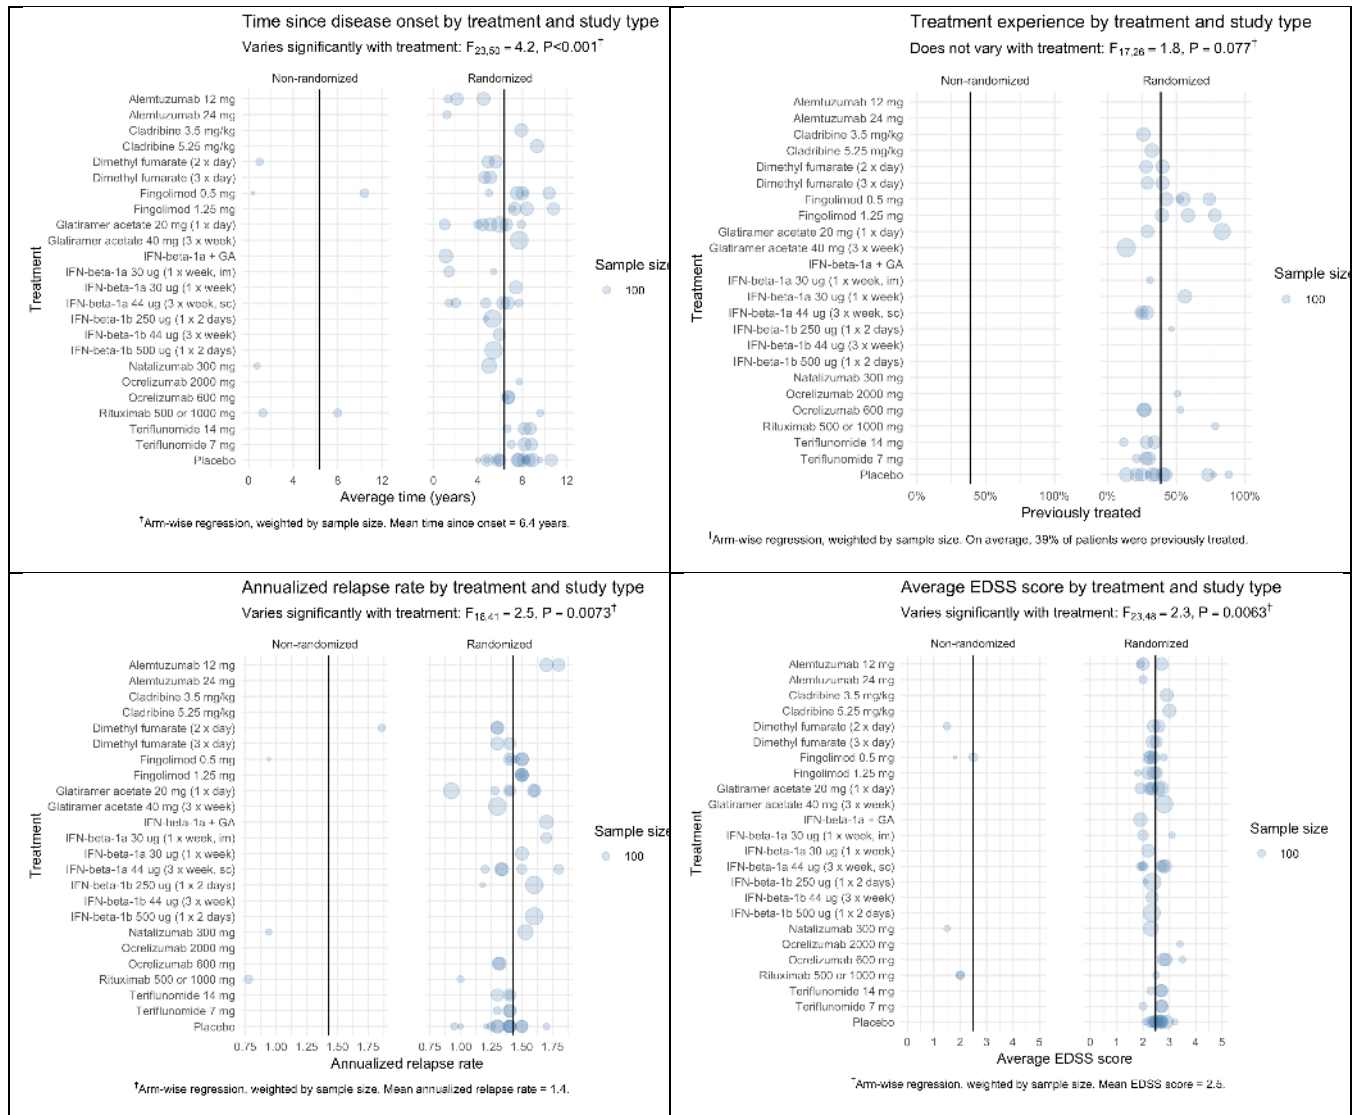 Time since disease onset by treatment and study type
Varies significantly with treatment: F23,50 = 4.2, P<0.001†
Non-randomized
Randomized
Alemtuzumab 12 mg
Alemtuzumab 24 mg
Cladribine 3.5 mg/kg
Cladribine 5.25 mg/kg
Dimethyl fumarate (2 x day)
Dimethyl fumarate (3 x day)
Fingolimod 0.5 mg
Fingolimod 1.25 mg
Glatiramer acetate 20 mg (1 x day)
Glatiramer acetate 40 mg (3 x week)
IFN-beta-1a + GA
IFN-beta-1a 30 ug (1 x week, im)
IFN-beta-1a 30 ug (1 x week)
IFN-beta-1a 44 ug (3 x week, sc)
IFN-beta-1b 250 ug (1 x 2 days)
IFN-beta-1b 44 ug (3 x week)
IFN-beta-1b 500 ug (1 x 2 days)
Natalizumab 300 mg
Ocrelizumab 2000 mg
Ocrelizumab 600 mg
Rituximab 500 or 1000 mg
Teriflunomide 14 mg
Teriflunomide 7 mg
Placebo
Treatment
0 4 8 12 0 4 8 12
Average time (years)
Sample size
100
†Arm-wise regression, weighted by sample size. Mean time since onset = 6.4 years.
Treatment experience by treatment and study type
Does not vary with treatment: F17,26 = 1.8, P = 0.077†
Non-randomized
Randomized
Alemtuzumab 12 mg
Alemtuzumab 24 mg
Cladribine 3.5 mg/kg
Cladribine 5.25 mg/kg
Dimethyl fumarate (2 x day)
Dimethyl fumarate (3 x day)
Fingolimod 0.5 mg
Fingolimod 1.25 mg
Glatiramer acetate 20 mg (1 x day)
Glatiramer acetate 40 mg (3 x week)
IFN-beta-1a + GA
IFN-beta-1a 30 ug (1 x week, im)
IFN-beta-1a 30 ug (1 x week)
IFN-beta-1a 44 ug (3 x week, sc)
IFN-beta-1b 250 ug (1 x 2 days)
IFN-beta-1b 44 ug (3 x week)
IFN-beta-1b 500 ug (1 x 2 days)
Natalizumab 300 mg
Ocrelizumab 2000 mg
Ocrelizumab 600 mg
Rituximab 500 or 1000 mg
Teriflunomide 14 mg
Teriflunomide 7 mg
Placebo
Treatment
0% 50% 100% 0% 50% 100%
Previously treated
Sample size
100
†Arm-wise regression, weighted by sample size. On average, 39% of patients were previously treated.
Annualized relapse rate by treatment and study type
Varies significantly with treatment: F18,41 = 2.5, P = 0.0073†
Non-randomized
Randomized
Alemtuzumab 12 mg
Alemtuzumab 24 mg
Cladribine 3.5 mg/kg
Cladribine 5.25 mg/kg
Dimethyl fumarate (2 x day)
Dimethyl fumarate (3 x day)
Fingolimod 0.5 mg
Fingolimod 1.25 mg
Glatiramer acetate 20 mg (1 x day)
Glatiramer acetate 40 mg (3 x week)
IFN-beta-1a + GA
IFN-beta-1a 30 ug (1 x week, im)
IFN-beta-1a 30 ug (1 x week)
IFN-beta-1a 44 ug (3 x week, sc)
IFN-beta-1b 250 ug (1 x 2 days)
IFN-beta-1b 44 ug (3 x week)
IFN-beta-1b 500 ug (1 x 2 days)
Natalizumab 300 mg
Ocrelizumab 2000 mg
Ocrelizumab 600 mg
Rituximab 500 or 1000 mg
Teriflunomide 14 mg
Teriflunomide 7 mg
Placebo
Treatment
0.75 1.00 1.25 1.50 1.75 0.75 1.00 1.25 1.50 1.75
Annualized relapse rate
Sample size
100
†Arm-wise regression, weighted by sample size. Mean annualized relapse rate = 1.4.
Average EDSS score by treatment and study type
Varies significantly with treatment: F23,48 = 2.3, P = 0.0063†
Non-randomized
Randomized
Alemtuzumab 12 mg
Alemtuzumab 24 mg
Cladribine 3.5 mg/kg
Cladribine 5.25 mg/kg
Dimethyl fumarate (2 x day)
Dimethyl fumarate (3 x day)
Fingolimod 0.5 mg
Fingolimod 1.25 mg
Glatiramer acetate 20 mg (1 x day)
Glatiramer acetate 40 mg (3 x week)
IFN-beta-1a + GA
IFN-beta-1a 30 ug (1 x week, im)
IFN-beta-1a 30 ug (1 x week)
IFN-beta-1a 44 ug (3 x week, sc)
IFN-beta-1b 250 ug (1 x 2 days)
IFN-beta-1b 44 ug (3 x week)
IFN-beta-1b 500 ug (1 x 2 days)
Natalizumab 300 mg
Ocrelizumab 2000 mg
Ocrelizumab 600 mg
Rituximab 500 or 1000 mg
Teriflunomide 14 mg
Teriflunomide 7 mg
Placebo
Treatment
0 1 2 3 4 5 0 1 2 3 4 5
Average EDSS score
Sample size
100
†Arm-wise regression, weighted by sample size. Mean EDSS score = 2.5.